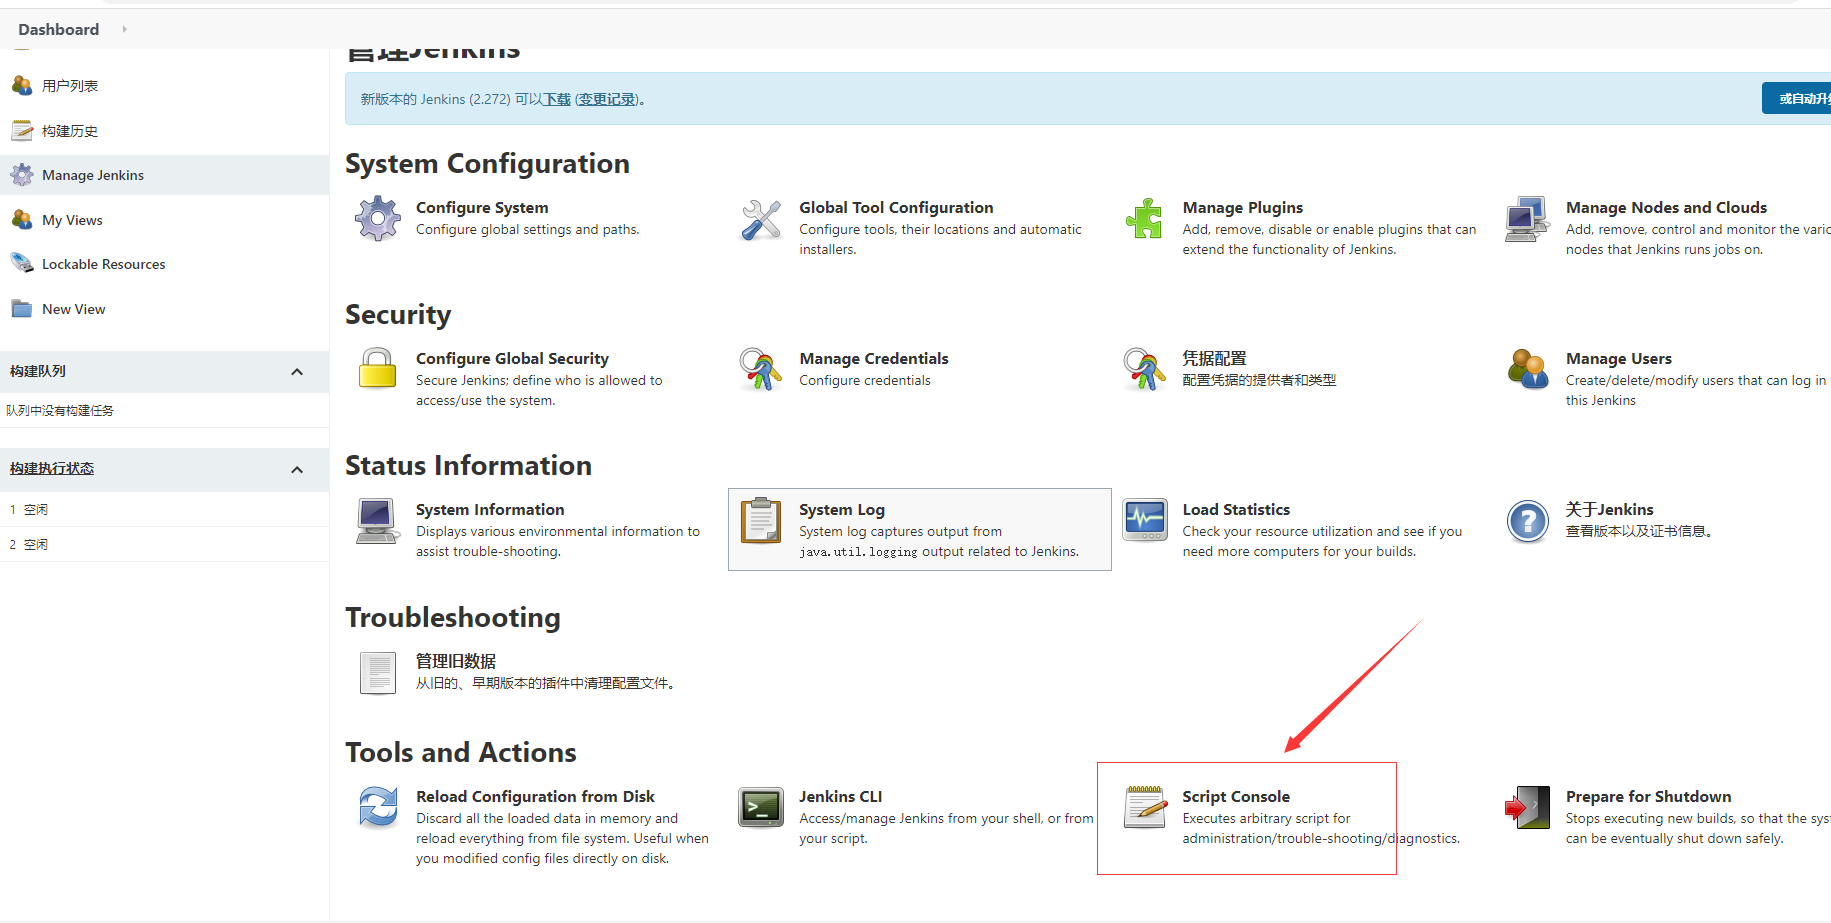 Dashboard
管理Jenkins
用户列表
构建历史
Manage Jenkins
My Views
Lockable Resources
New View
构建队列
队列中没有构建任务
构建执行状态
1 空闲
2 空闲
新版本的 Jenkins (2.272) 可以下载 (变更记录)。
或自动升
System Configuration
Configure System
Configure global settings and paths.
Global Tool Configuration
Configure tools, their locations and automatic
installers.
Manage Plugins
Add, remove, disable or enable plugins that can
extend the functionality of Jenkins.
Manage Nodes and Clouds
Add, remove, control and monitor the vario
nodes that Jenkins runs jobs on.
Security
Configure Global Security
Secure Jenkins; define who is allowed to
access/use the system.
Manage Credentials
Configure credentials
凭据配置
配置凭据的提供者和类型
Manage Users
Create/delete/modify users that can log in
this Jenkins
Status Information
System Information
Displays various environmental information to
assist trouble-shooting.
System Log
System log captures output from
java.util.logging output related to Jenkins.
Load Statistics
Check your resource utilization and see if you
need more computers for your builds.
关于Jenkins
查看版本以及证书信息。
Troubleshooting
管理旧数据
从旧的、早期版本的插件中清理配置文件。
Tools and Actions
Reload Configuration from Disk
Discard all the loaded data in memory and
reload everything from file system. Useful when
you modified config files directly on disk.
Jenkins CLI
Access/manage Jenkins from your shell, or from
your script.
Script Console
Executes arbitrary script for
administration/trouble-shooting/diagnostics.
Prepare for Shutdown
Stops executing new builds, so that the sys
can be eventually shut down safely.